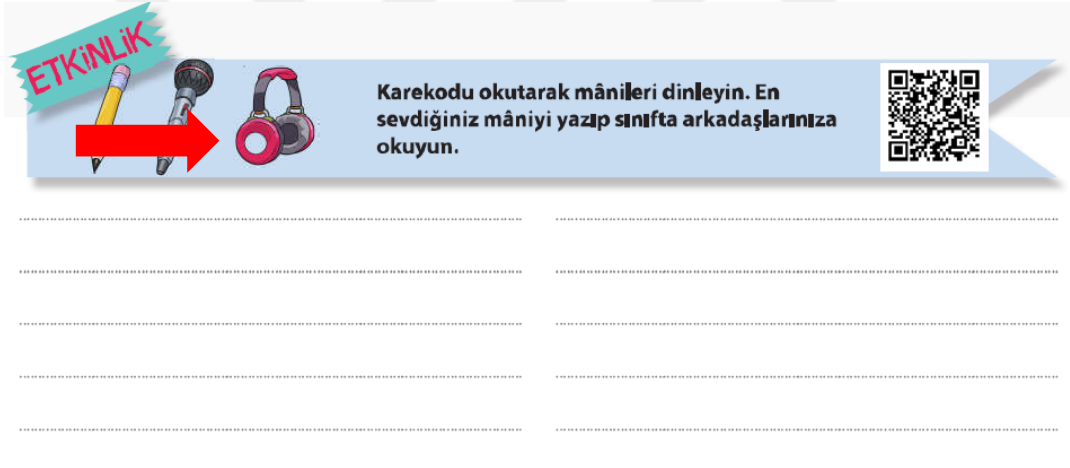 ETKİNLİK
Karekodu okutarak mânileri dinleyin. En
sevdiğiniz mâniyi yazıp sınıfta arkadaşlarınıza
okuyun.